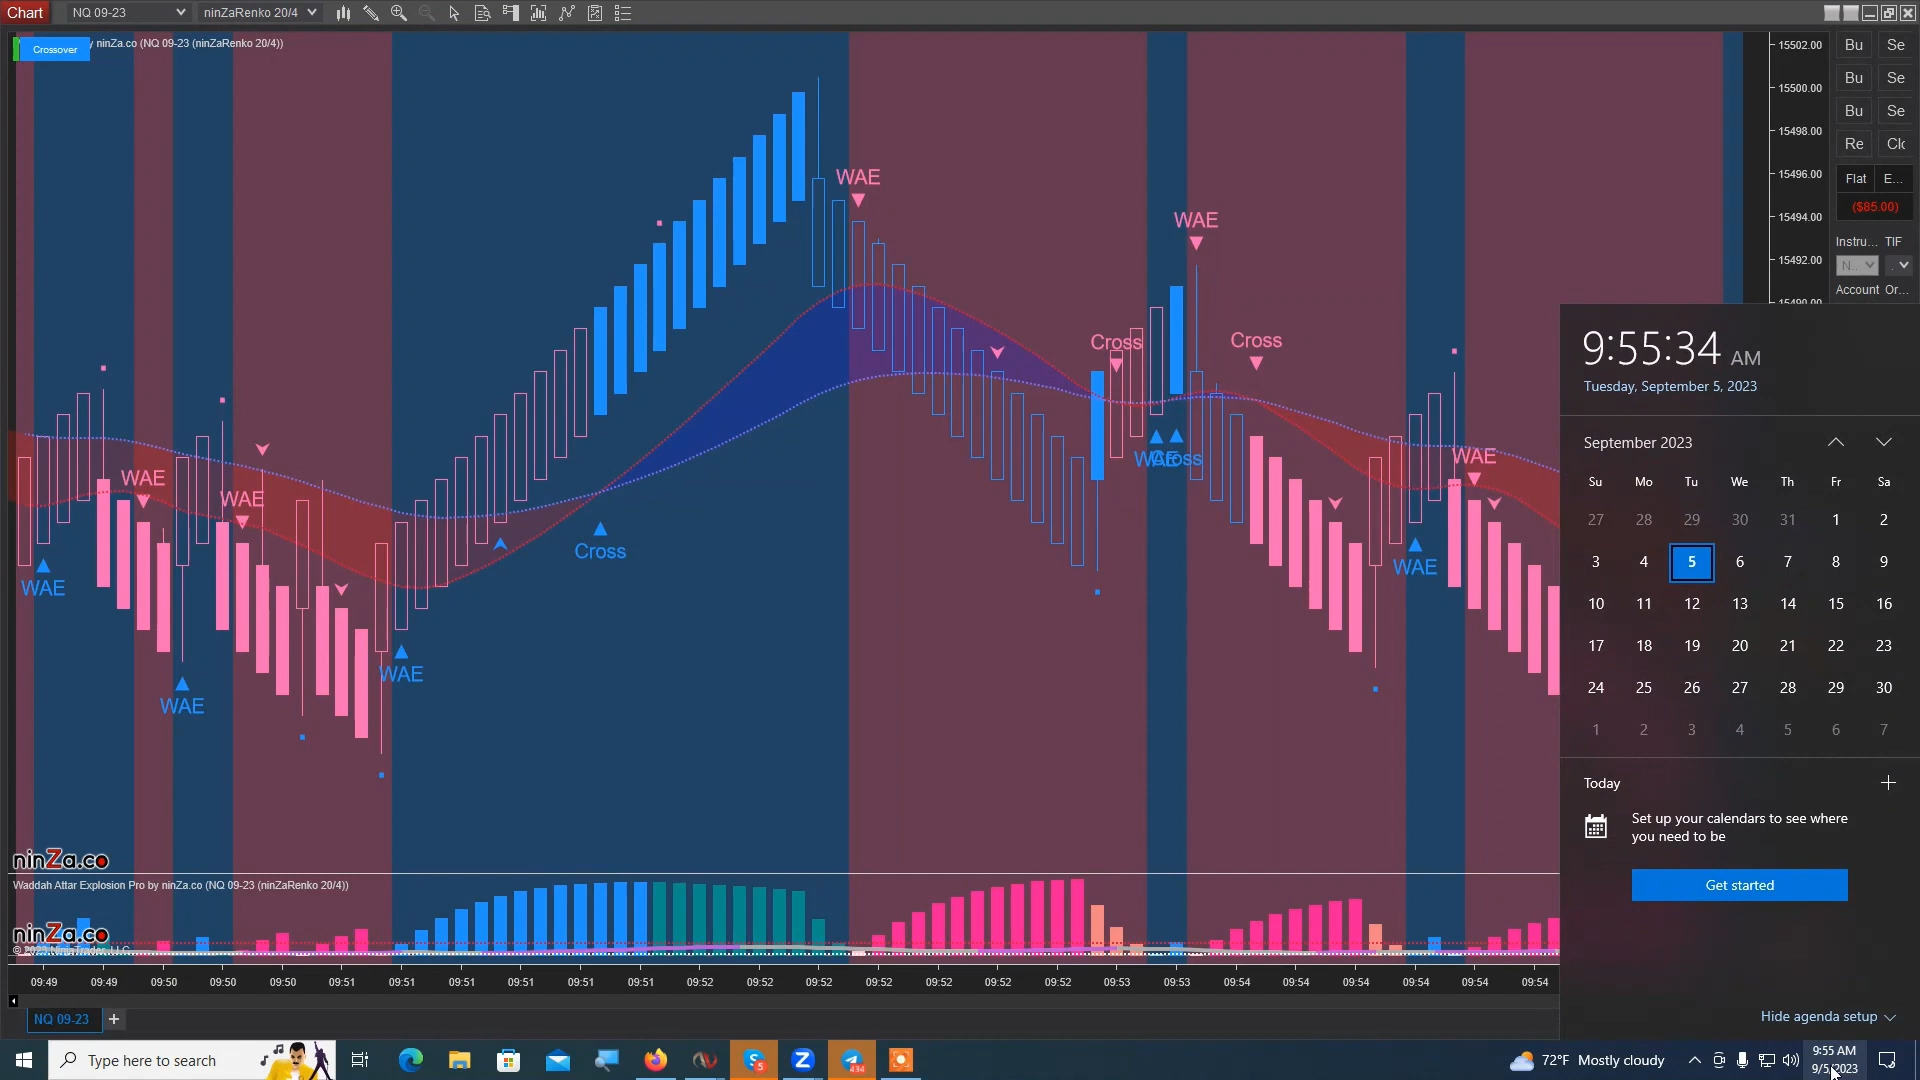 Chart NQ 09-23 ninZaRenko 20/4
Crossover by ninZa.co (NQ 09-23 (ninZaRenko 20/4))
15502.00
15500.00
15498.00
15496.00
15494.00
15492.00
15490.00
Bu Se
Bu Se
Bu Se
Re Clc
Flat E...
($85.00)
Instru... TIF
N...
Account Or...
WAE
WAE
Cross
Cross
WAE
WAE
WAE
Cross
WAE
Cross
Cross
WAE
WAE
WAE
WAE
9:55:34 AM
Tuesday, September 5, 2023
September 2023
Su Mo Tu We Th Fr Sa
27 28 29 30 31 1 2
3 4 5 6 7 8 9
10 11 12 13 14 15 16
17 18 19 20 21 22 23
24 25 26 27 28 29 30
1 2 3 4 5 6 7
Today
Set up your calendars to see where
you need to be
Get started
Hide agenda setup
ninZa.co
Waddah Attar Explosion Pro by ninZa.co (NQ 09-23 (ninZaRenko 20/4))
ninZa.co
© 2023 NinjaTrader, LLC
09:49 09:49 09:50 09:50 09:50 09:51 09:51 09:51 09:51 09:51 09:51 09:52 09:52 09:52 09:52 09:52 09:52 09:52 09:53 09:53 09:54 09:54 09:54 09:54 09:54 09:54
NQ 09-23
Type here to search
72°F Mostly cloudy
9:55 AM
9/5/2023